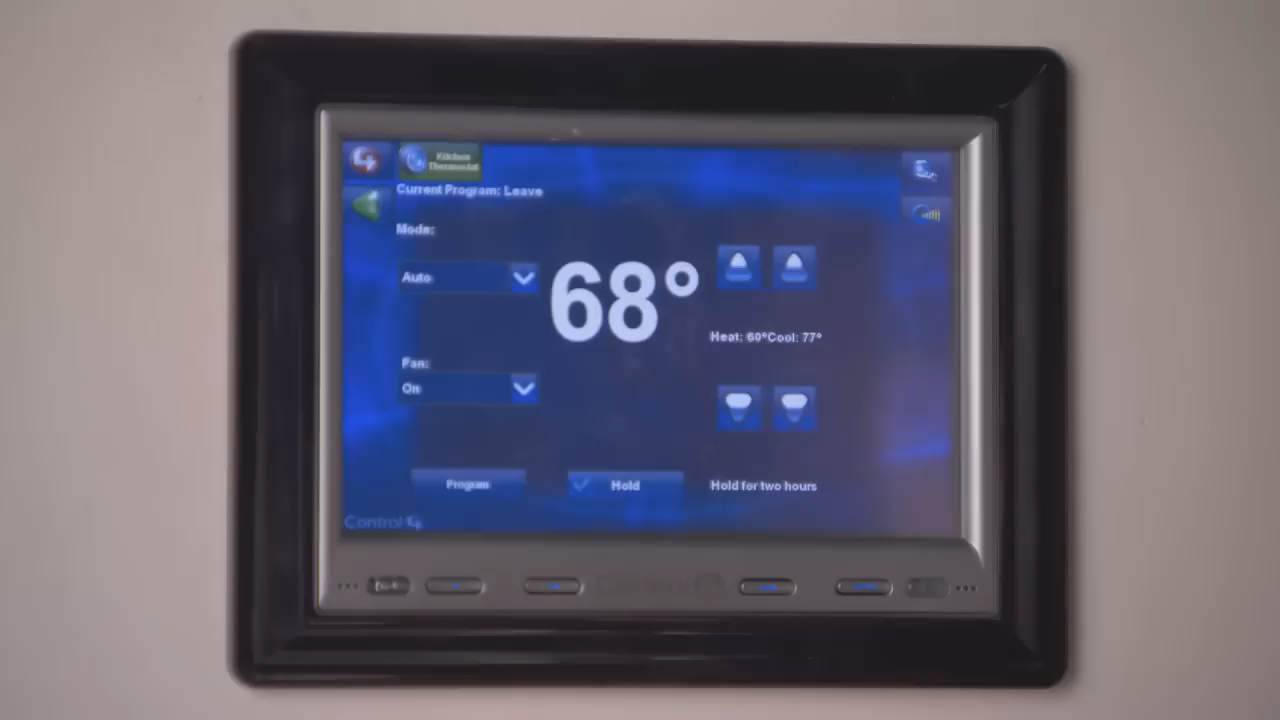 Kitchen
Thermostat
Current Program: Leave
Mode:
Auto
68°
Heat: 60°Cool: 77°
Fan:
On
Program
Hold
Hold for two hours
Control4
Control4